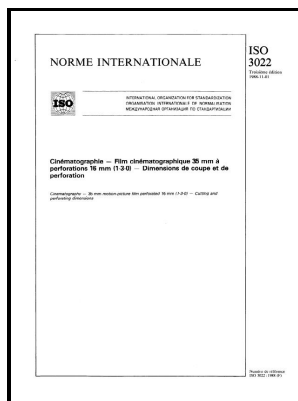 NORME INTERNATIONALE
ISO
3022
Troisième édition
1988-11-01
ISO
INTERNATIONAL ORGANIZATION FOR STANDARDIZATION
ORGANISATION INTERNATIONALE DE NORMALISATION
МЕЖДУНАРОДНАЯ ОРГАНИЗАЦИЯ ПО СТАНДАРТИЗАЦИИ
Cinématographie — Film cinématographique 35 mm à
perforations 16 mm (1-3-0) — Dimensions de coupe et de
perforation
Cinematography — 35 mm motion-picture film perforated 16 mm (1-3-0) — Cutting and
perforating dimensions
Numéro de référence
ISO 3022 : 1988 (F)